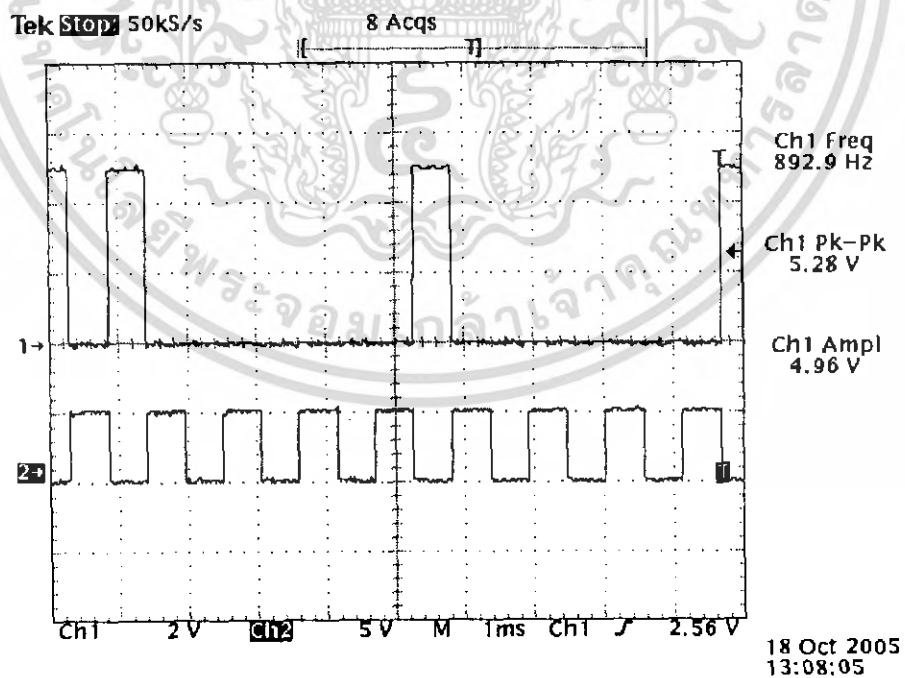 Tek Stop: 50kS/s
8 Acqs
T
T
Ch1 Freq
892.9 Hz
Ch1 Pk-Pk
5.28 V
1→
Ch1 Ampl
4.96 V
2→
T
Ch1 2 V Ch2 5 V M 1ms Ch1 ∫ 2.56 V
18 Oct 2005
13:08:05